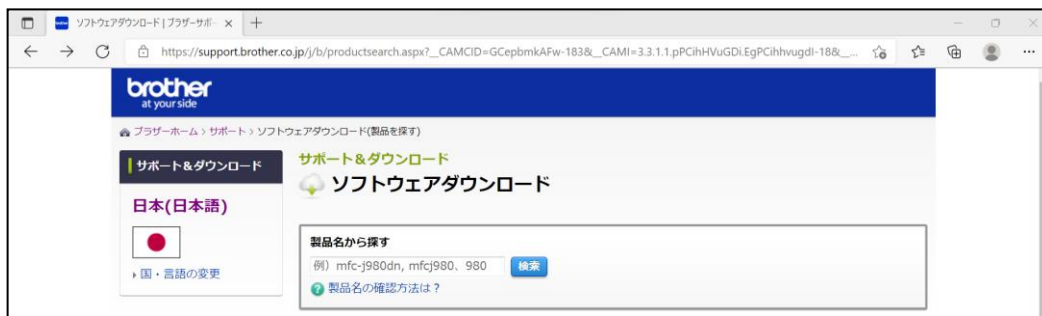 ソフトウェアダウンロード | ブラザーサポー
https://support.brother.co.jp/j/b/productsearch.aspx?__CAMCID=GCepbmkAFw-183&__CAMI=3.3.1.1.pPCihHVuGDi.EgPCihhvugdI-18&__...
brother
at your side
ブラザーホーム > サポート > ソフトウェアダウンロード(製品を探す)
サポート&ダウンロード
日本(日本語)
国・言語の変更
サポート&ダウンロード
ソフトウェアダウンロード
製品名から探す
例）mfc-j980dn, mfcj980、980
検索
製品名の確認方法は？